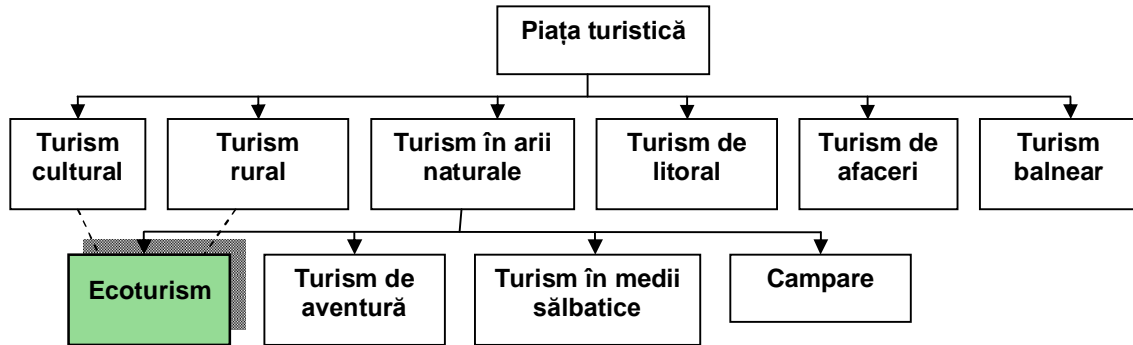 Piața turistică
Turism
cultural
Turism
rural
Turism în arii
naturale
Turism de
litoral
Turism de
afaceri
Turism
balnear
Ecoturism
Turism de
aventură
Turism în medii
sălbatice
Campare